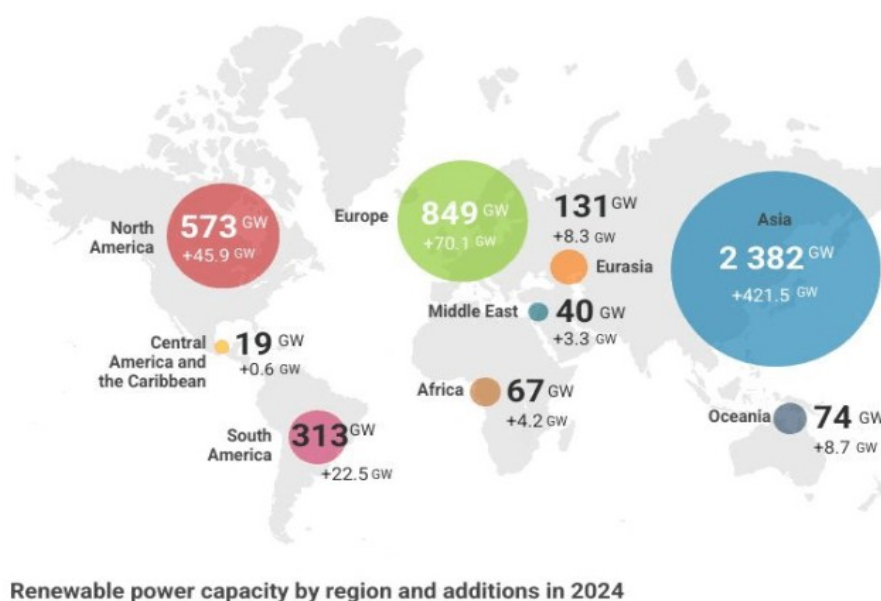 North
America
573 GW
+45.9 GW
Europe
849 GW
+70.1 GW
131 GW
+8.3 GW
Eurasia
Asia
2 382 GW
+421.5 GW
Middle East
40 GW
+3.3 GW
Central
America and
the Caribbean
19 GW
+0.6 GW
Africa
67 GW
+4.2 GW
Oceania
74 GW
+8.7 GW
South
America
313 GW
+22.5 GW
Renewable power capacity by region and additions in 2024